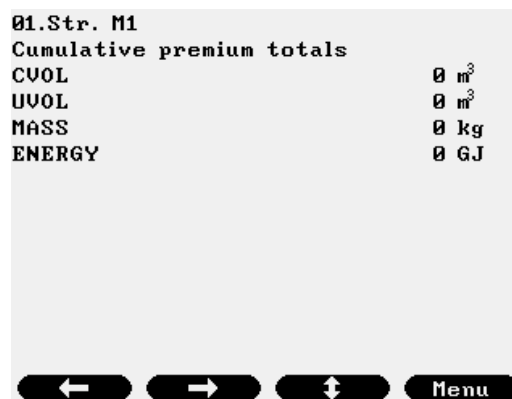 01.Str. M1
Cumulative premium totals
CVOL 0 m³
UVOL 0 m³
MASS 0 kg
ENERGY 0 GJ
Menu